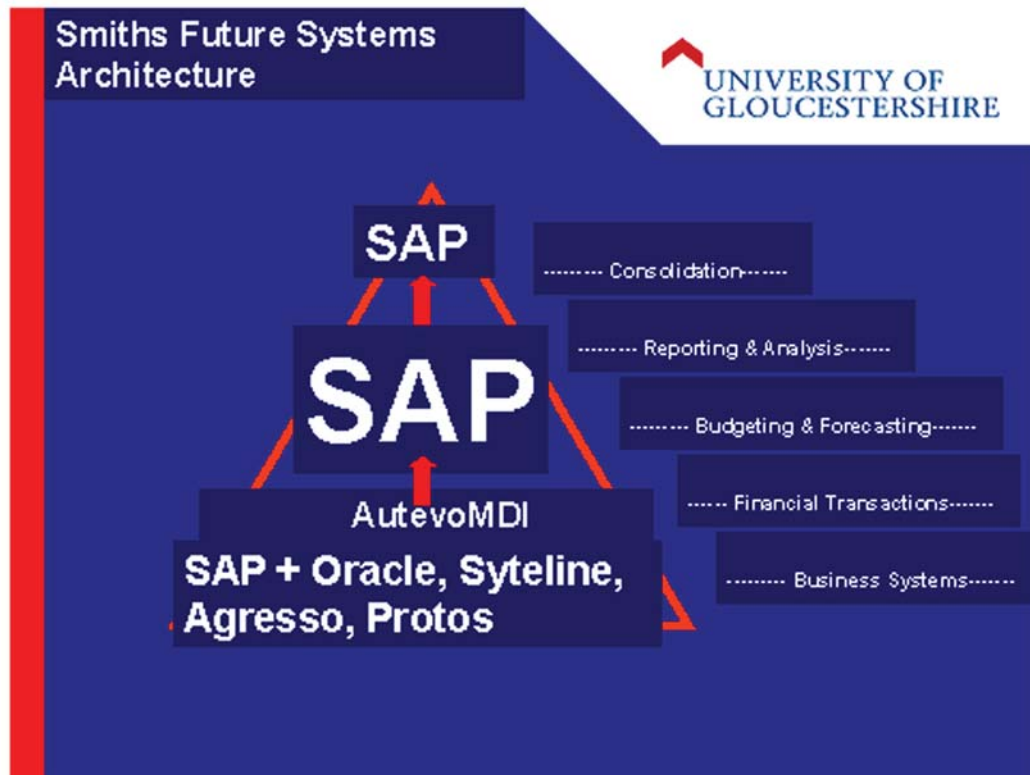 Smiths Future Systems
Architecture
UNIVERSITY OF
GLOUCESTERSHIRE
SAP
--------- Consolidation-------
SAP
--------- Reporting & Analysis-------
--------- Budgeting & Forecasting-------
AutevoMDI
------ Financial Transactions-------
SAP + Oracle, Syteline,
Agresso, Protos
--------- Business Systems-------